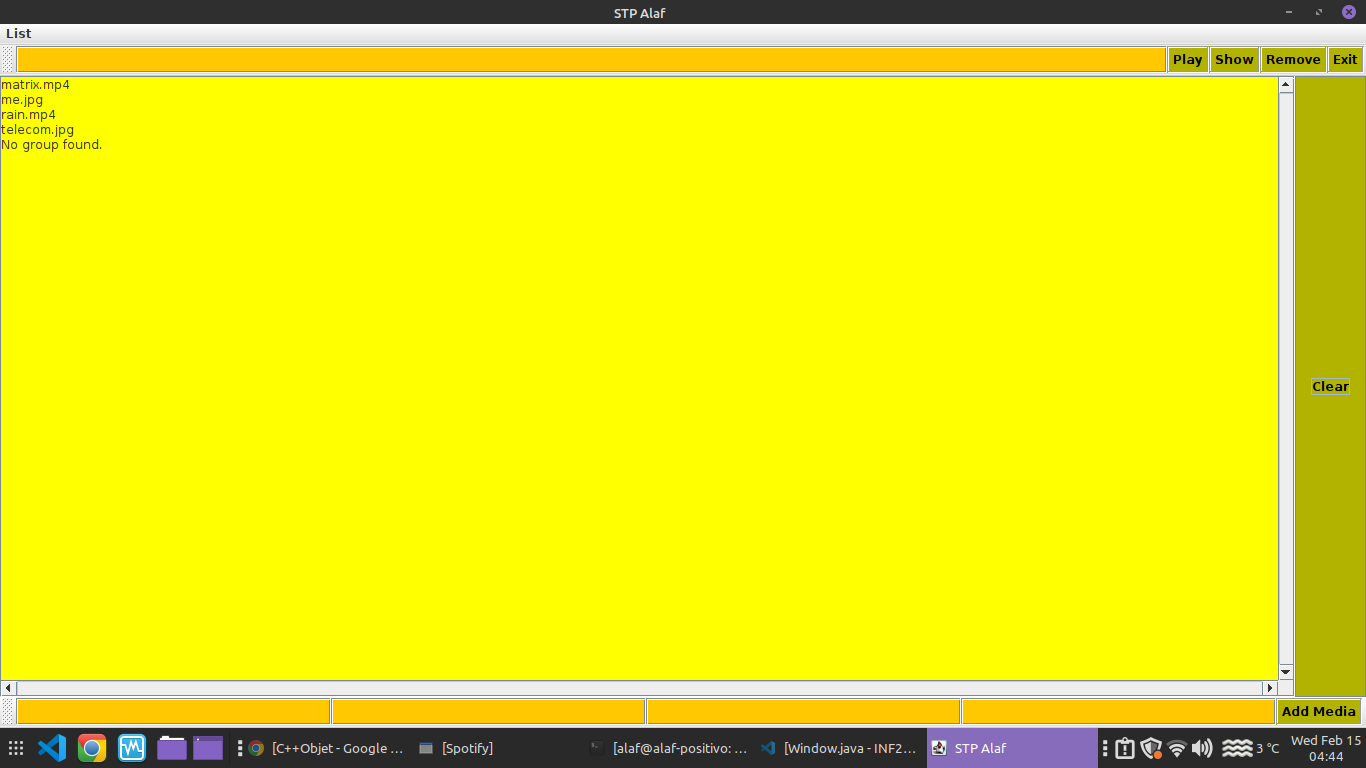 STP Alaf
List
Play Show Remove Exit
matrix.mp4
me.jpg
rain.mp4
telecom.jpg
No group found.
Clear
Add Media
[C++Objet - Google ... [Spotify] [alaf@alaf-positivo: ... [Window.java - INF2... STP Alaf 3 °C Wed Feb 15
04:44